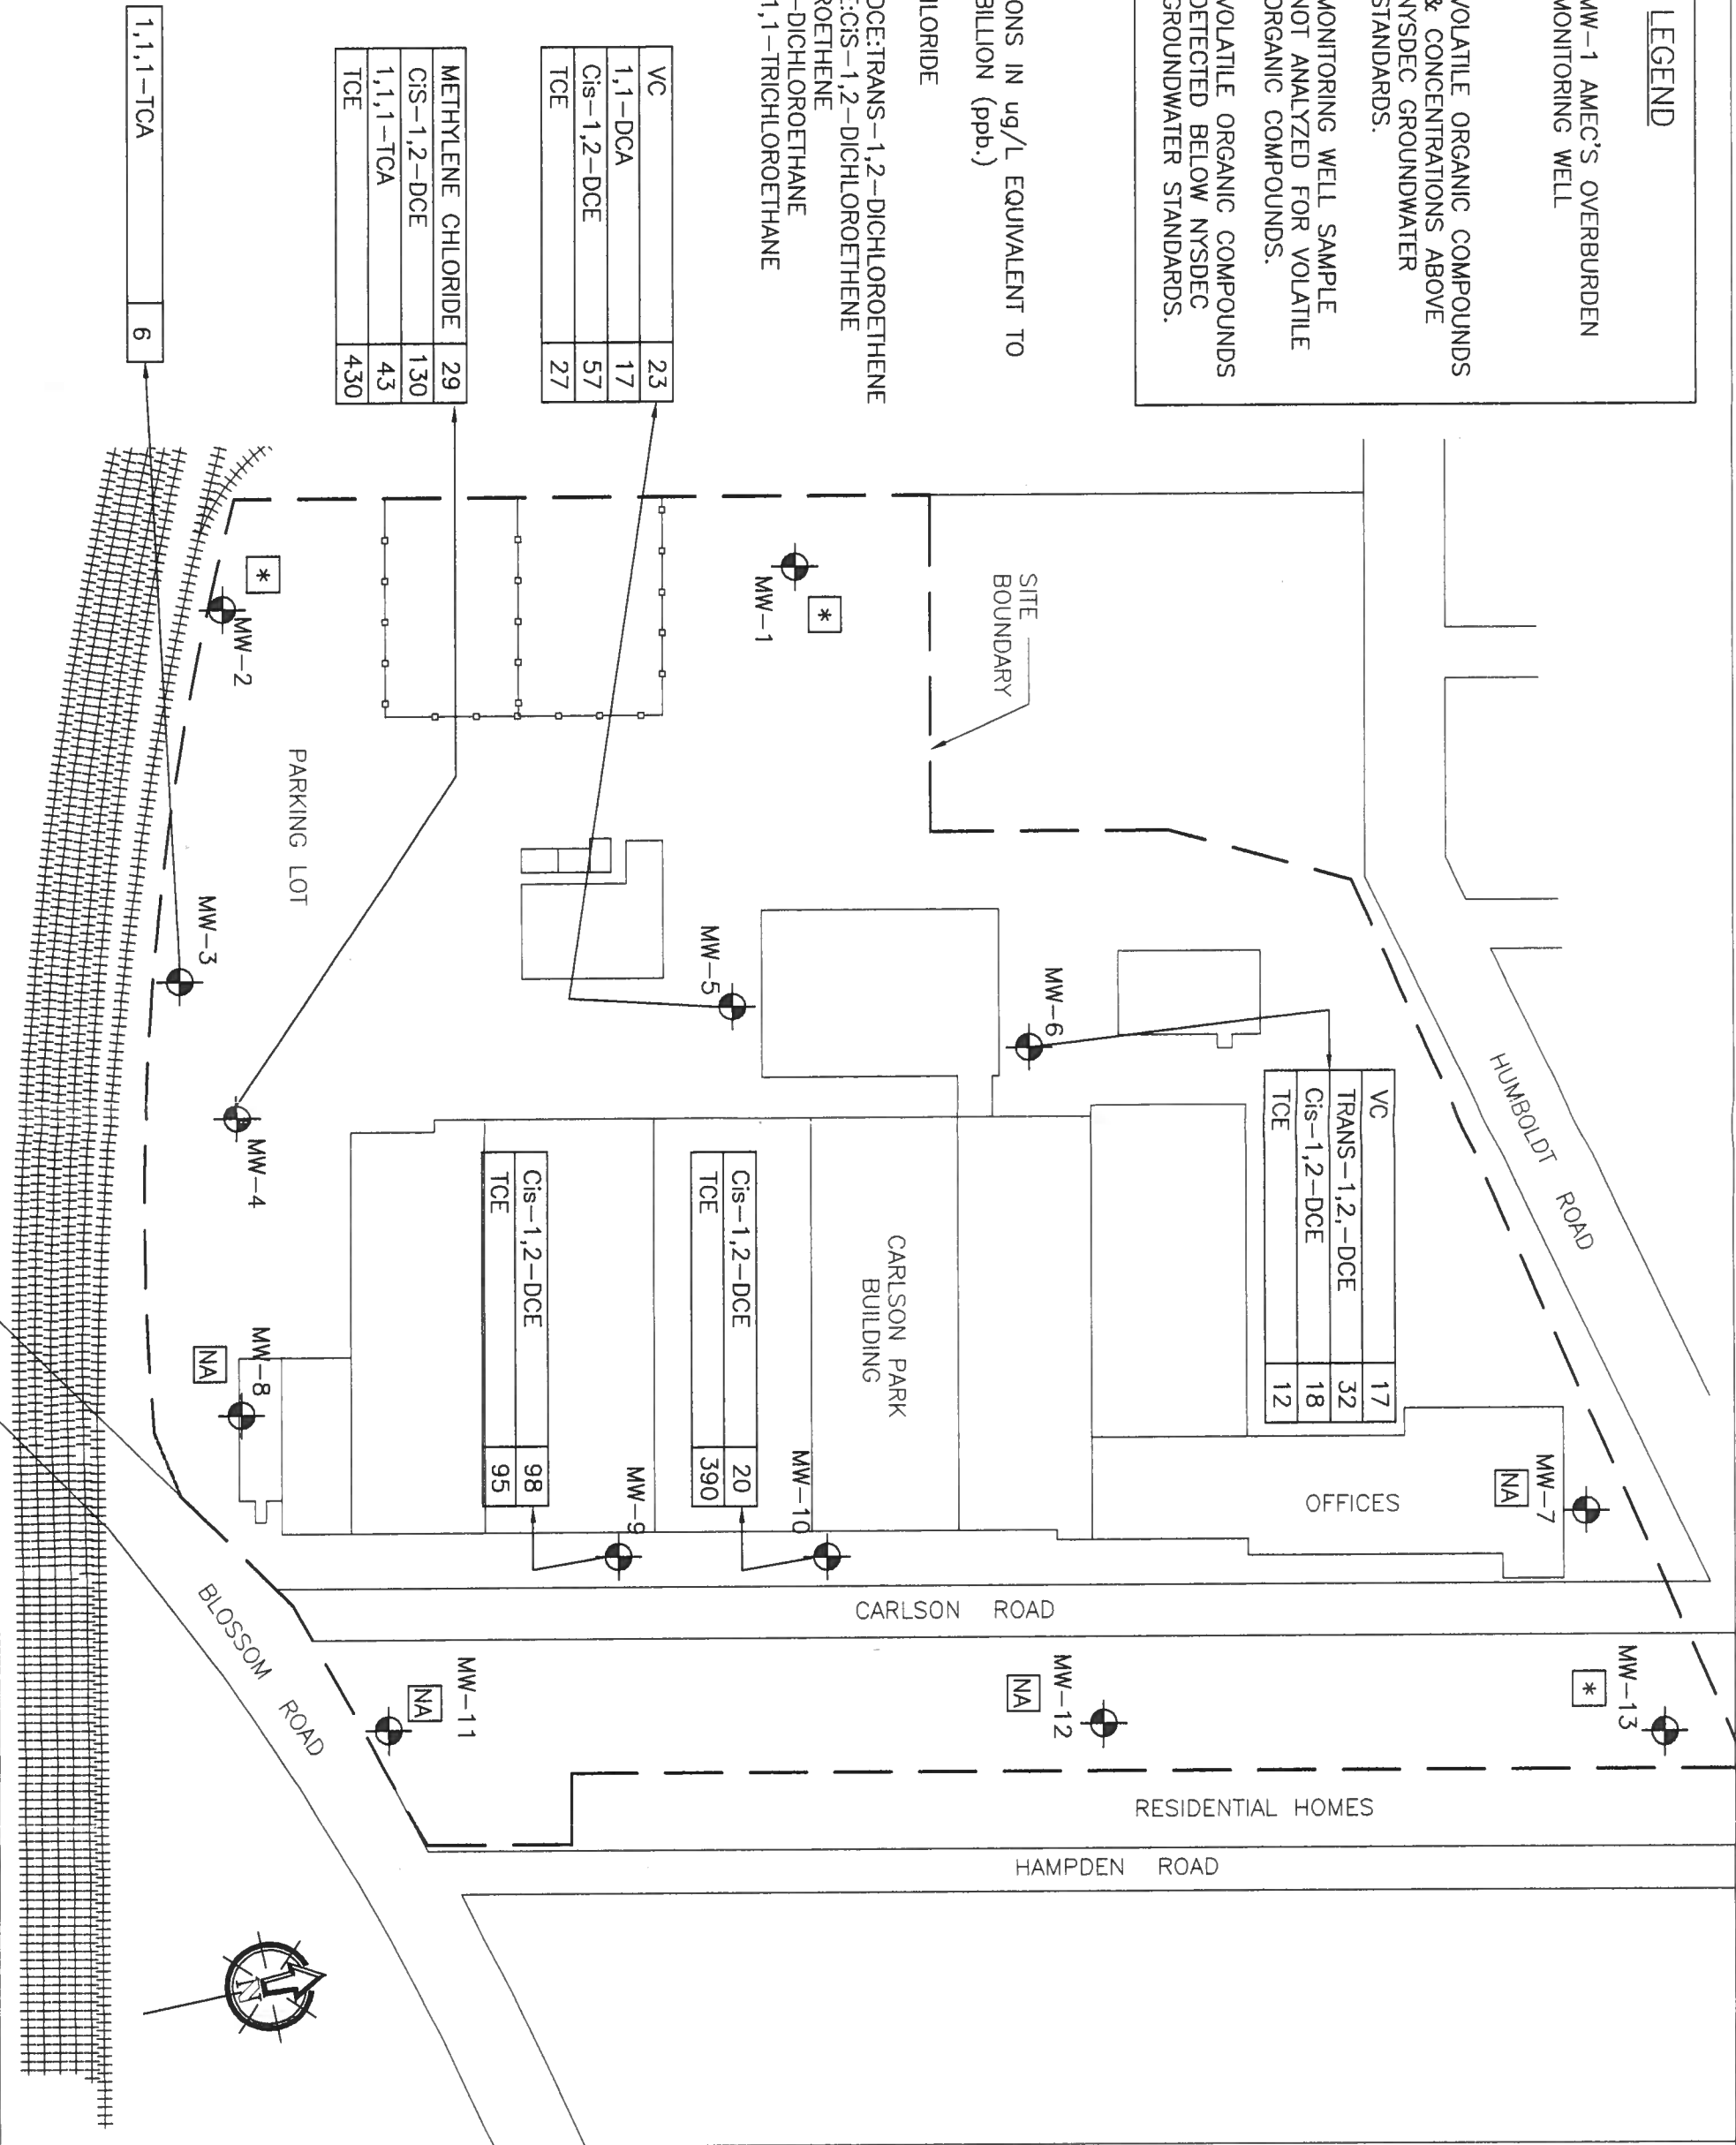 LEGEND
MW-1 AMEC'S OVERBURDEN
MONITORING WELL
VOLATILE ORGANIC COMPOUNDS
& CONCENTRATIONS ABOVE
NYSDEC GROUNDWATER
STANDARDS.
MONITORING WELL SAMPLE
NOT ANALYZED FOR VOLATILE
ORGANIC COMPOUNDS.
VOLATILE ORGANIC COMPOUNDS
DETECTED BELOW NYSDEC
GROUNDWATER STANDARDS.
ONS IN ug/L EQUIVALENT TO
BILLION (ppb.)
LORIDE
DCE:TRANS-1,2-DICHLOROETHENE
E:CiS-1,2-DICHLOROETHENE
ROETHENE
-DICHLOROETHANE
1,1-TRICHLOROETHANE
VC 23
1,1-DCA 17
Cis-1,2-DCE 57
TCE 27
METHYLENE CHLORIDE 29
CiS-1,2-DCE 130
1,1,1-TCA 43
TCE 430
1,1,1-TCA 6
HUMBOLDT ROAD
SITE
BOUNDARY
MW-1
*
MW-2
*
PARKING LOT
MW-3
MW-4
MW-5
MW-6
VC 17
TRANS-1,2,-DCE 32
Cis-1,2-DCE 18
TCE 12
CARLSON PARK
BUILDING
Cis-1,2-DCE 20
TCE 390
Cis-1,2-DCE 98
TCE 95
MW-7
NA
OFFICES
MW-10
MW-9
MW-8
NA
CARLSON ROAD
MW-13
*
MW-12
NA
MW-11
NA
BLOSSOM ROAD
RESIDENTIAL HOMES
HAMPDEN ROAD
N